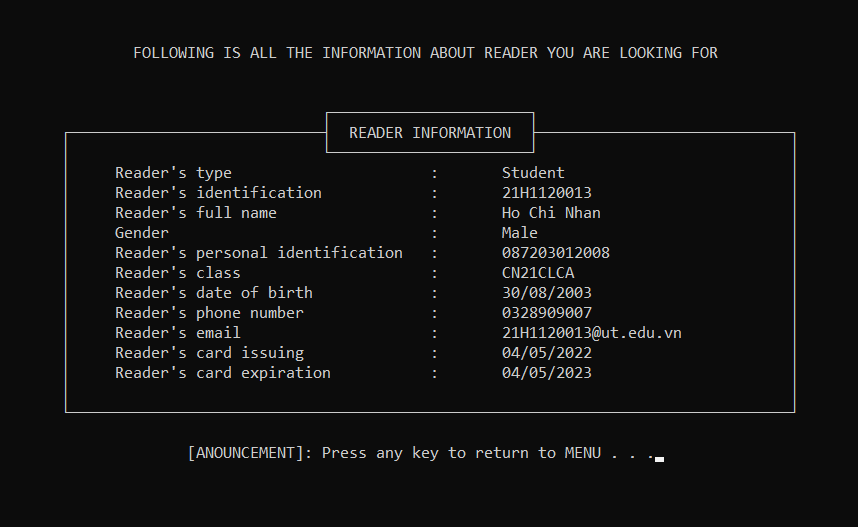 FOLLOWING IS ALL THE INFORMATION ABOUT READER YOU ARE LOOKING FOR
READER INFORMATION
Reader's type : Student
Reader's identification : 21H1120013
Reader's full name : Ho Chi Nhan
Gender : Male
Reader's personal identification : 087203012008
Reader's class : CN21CLCA
Reader's date of birth : 30/08/2003
Reader's phone number : 0328909007
Reader's email : 21H1120013@ut.edu.vn
Reader's card issuing : 04/05/2022
Reader's card expiration : 04/05/2023
[ANOUNCEMENT]: Press any key to return to MENU . . .